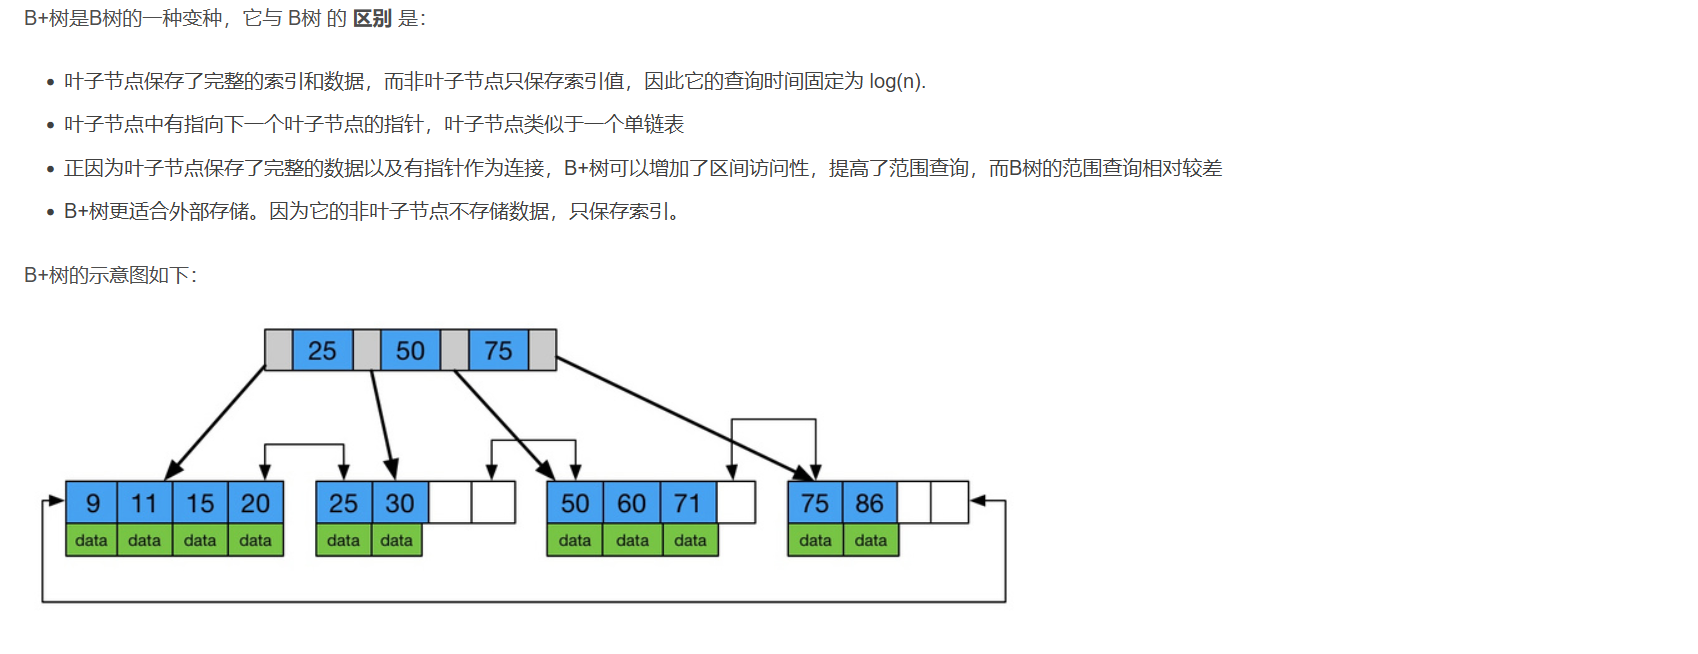 B+树是B树的一种变种，它与 B树 的 区别 是：
叶子节点保存了完整的索引和数据，而非叶子节点只保存索引值，因此它的查询时间固定为 log(n).
叶子节点中有指向下一个叶子节点的指针，叶子节点类似于一个单链表
正因为叶子节点保存了完整的数据以及有指针作为连接，B+树可以增加了区间访问性，提高了范围查询，而B树的范围查询相对较差
B+树更适合外部存储。因为它的非叶子节点不存储数据，只保存索引。
B+树的示意图如下：
25 50 75
9 11 15 20 25 30 50 60 71 75 86
data data data data data data data data data data data